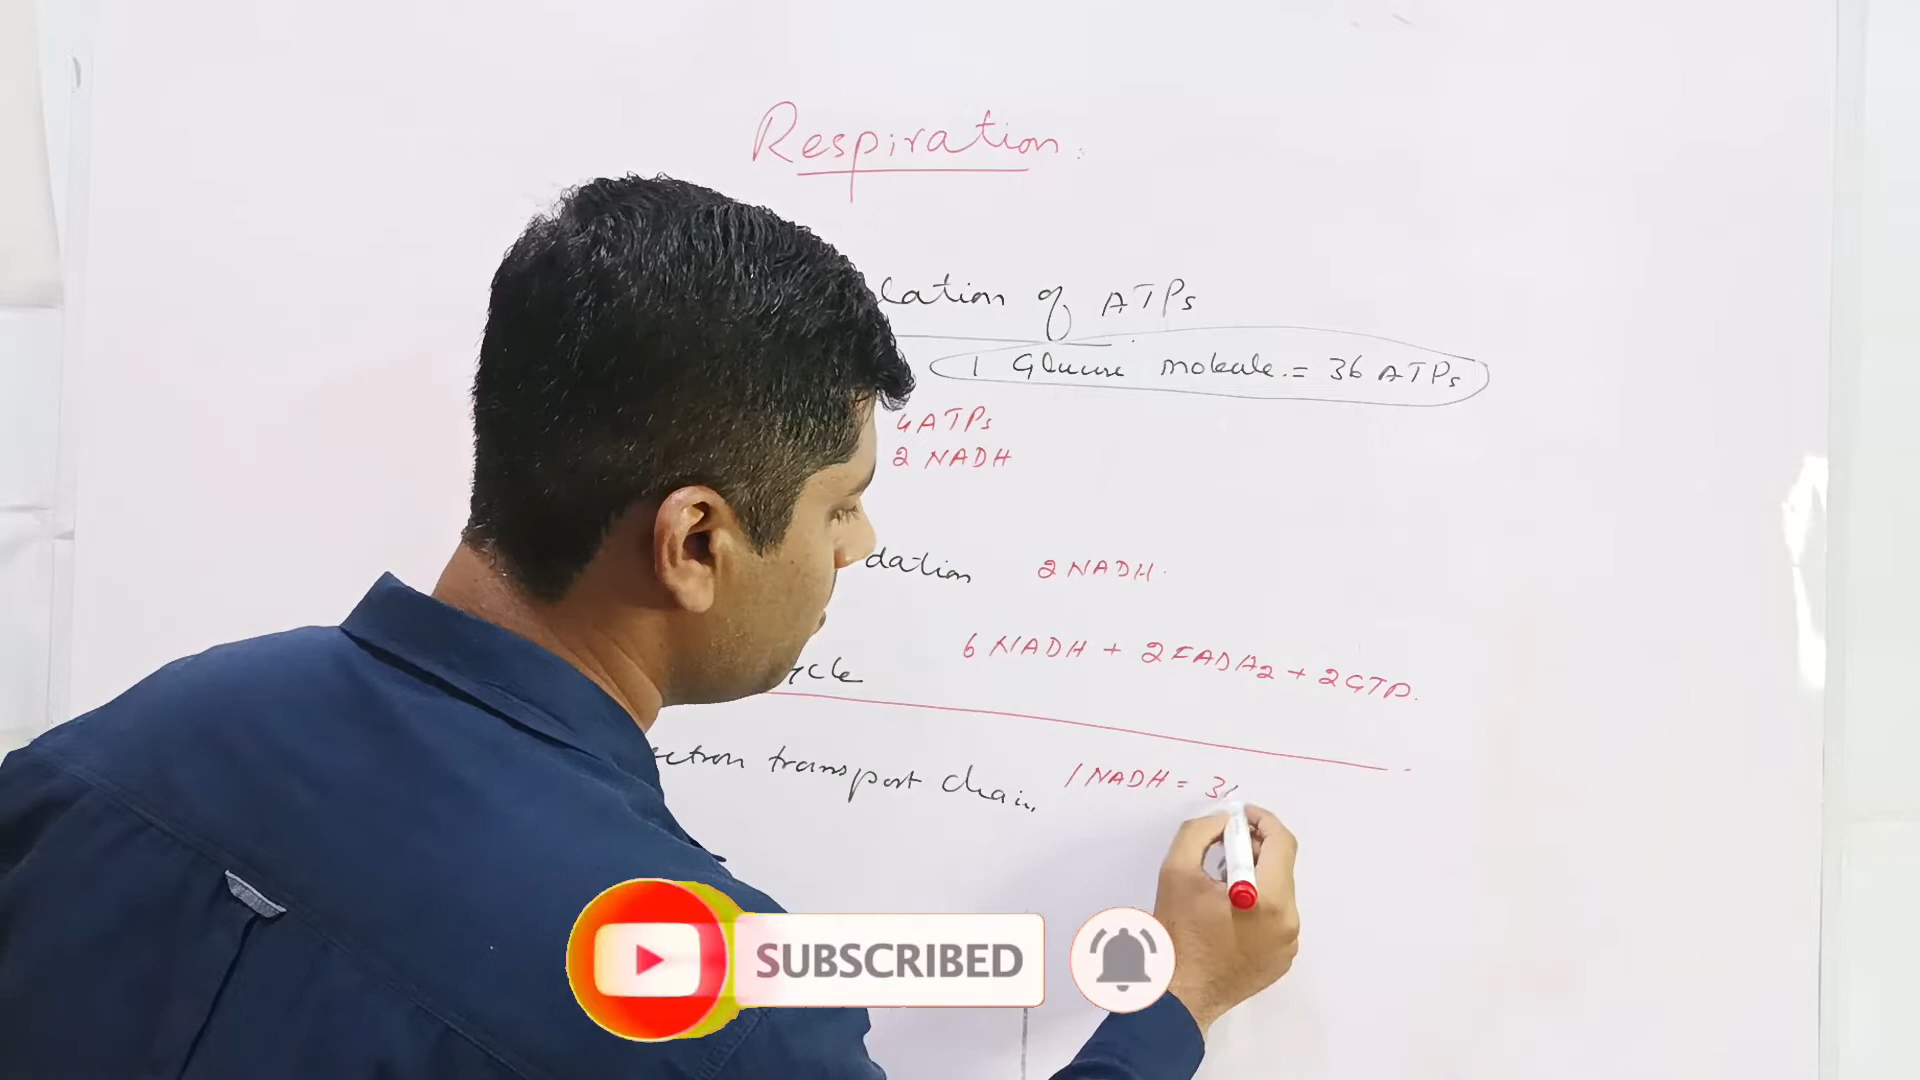 Respiration
lation of ATPs
1 Glucose molecule = 36 ATPs
4 ATPs
2 NADH
dation 2 NADH
ycle 6 NADH + 2 FADH2 + 2 GTP
ectron transport chain 1 NADH = 3
SUBSCRIBED